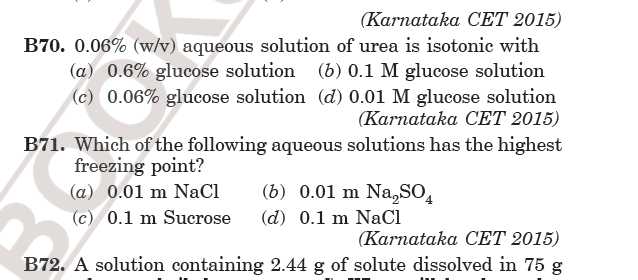 (Karnataka CET 2015)
B70. 0.06% (w/v) aqueous solution of urea is isotonic with
(a) 0.6% glucose solution (b) 0.1 M glucose solution
(c) 0.06% glucose solution (d) 0.01 M glucose solution
(Karnataka CET 2015)
B71. Which of the following aqueous solutions has the highest
freezing point?
(a) 0.01 m NaCl (b) 0.01 m Na₂SO₄
(c) 0.1 m Sucrose (d) 0.1 m NaCl
(Karnataka CET 2015)
B72. A solution containing 2.44 g of solute dissolved in 75 g